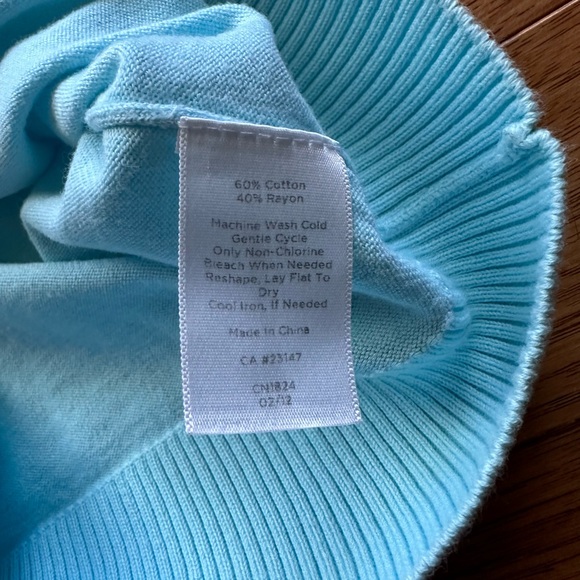 60% Cotton
40% Rayon
Machine Wash Cold
Gentle Cycle
Only Non-Chlorine
Bleach When Needed
Reshape, Lay Flat To
Dry
Cool Iron, If Needed
Made In China
CA #23147
CN1824
02/12